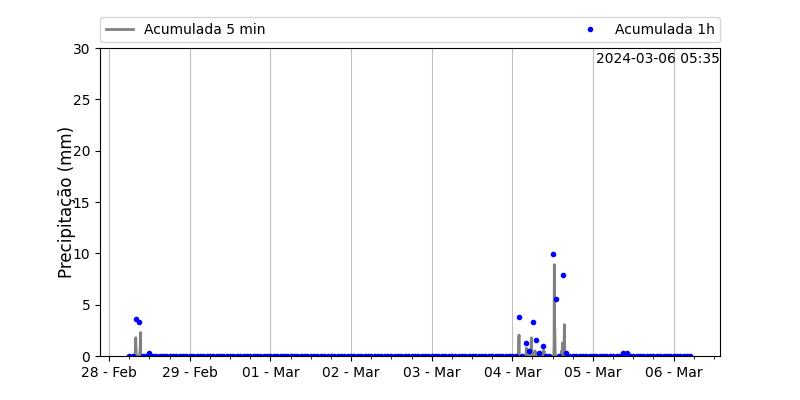 Acumulada 5 min
Acumulada 1h
2024-03-06 05:35
Precipitação (mm)
30
25
20
15
10
5
0
28 - Feb
29 - Feb
01 - Mar
02 - Mar
03 - Mar
04 - Mar
05 - Mar
06 - Mar